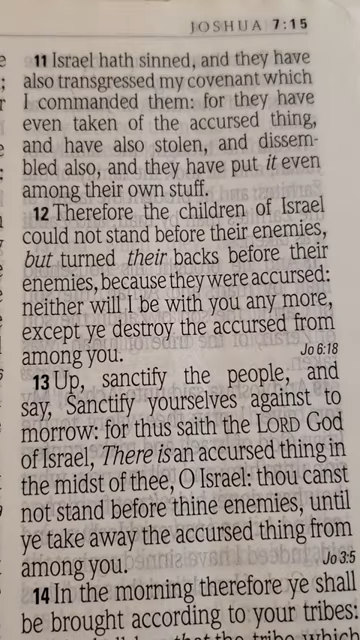 JOSHUA 7:15
11 Israel hath sinned, and they have
also transgressed my covenant which
I commanded them: for they have
even taken of the accursed thing,
and have also stolen, and dissem-
bled also, and they have put it even
among their own stuff.
12 Therefore the children of Israel
could not stand before their enemies,
but turned their backs before their
enemies, because they were accursed:
neither will I be with you any more,
except ye destroy the accursed from
among you. Jo 6:18
13 Up, sanctify the people, and
say, Sanctify yourselves against to
morrow: for thus saith the LORD God
of Israel, There is an accursed thing in
the midst of thee, O Israel: thou canst
not stand before thine enemies, until
ye take away the accursed thing from
among you. Jo 3:5
14 In the morning therefore ye shall
be brought according to your tribes:
that the tribe which